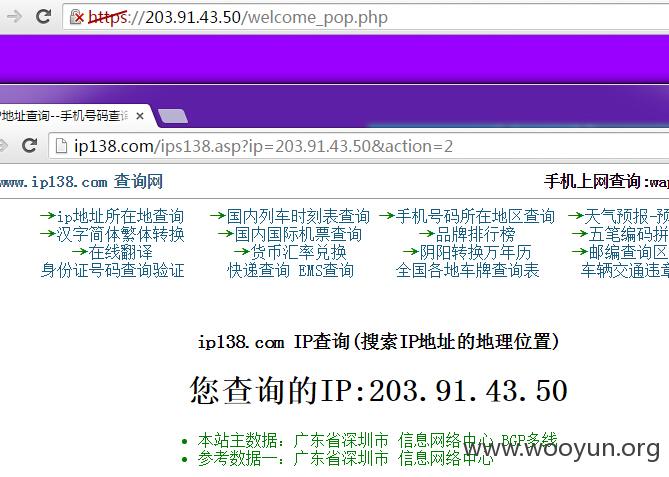 https://203.91.43.50/welcome_pop.php
P地址查询--手机号码查询
ip138.com/ips138.asp?ip=203.91.43.50&action=2
www.ip138.com 查询网 手机上网查询:wap
→ip地址所在地查询 →国内列车时刻表查询 →手机号码所在地区查询 →天气预报-预
→汉字简体繁体转换 →国内国际机票查询 →品牌排行榜 →五笔编码拼
→在线翻译 →货币汇率兑换 →阴阳转换万年历 →邮编查询区
身份证号码查询验证 快递查询 EMS查询 全国各地车牌查询表 车辆交通违章
ip138.com IP查询(搜索IP地址的地理位置)
您查询的IP:203.91.43.50
• 本站主数据: 广东省深圳市 信息网络中心 BGP多线
• 参考数据一: 广东省深圳市 信息网络中心
www.wooyun.org